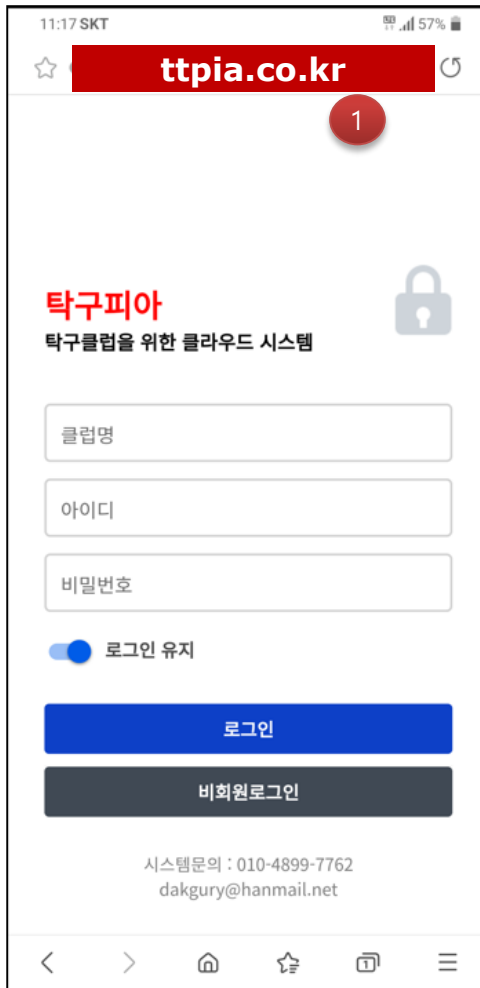 11:17 SKT 57%
ttpia.co.kr
1
탁구피아
탁구클럽을 위한 클라우드 시스템
클럽명
아이디
비밀번호
로그인 유지
로그인
비회원로그인
시스템문의 : 010-4899-7762
dakgury@hanmail.net
1